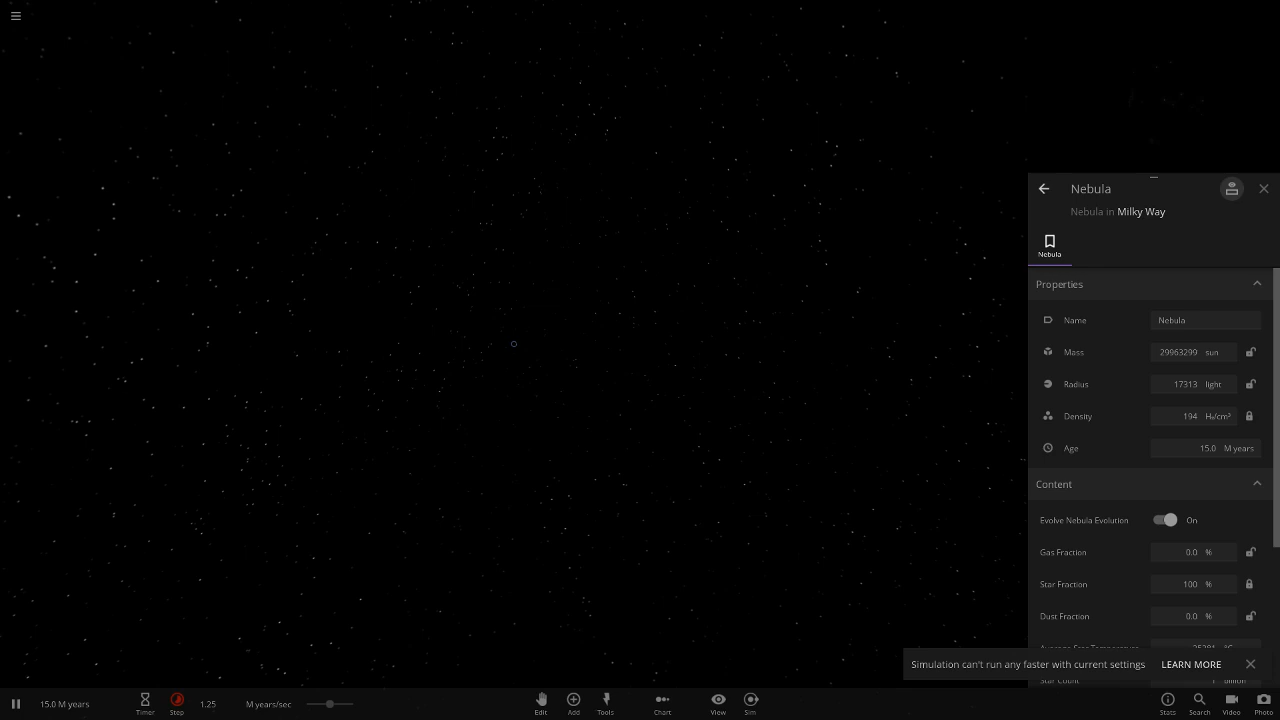 Nebula
Nebula in Milky Way
Nebula
Properties
Name Nebula
Mass 29963299 sun
Radius 17313 light
Density 194 H₂/cm³
Age 15.0 M years
Content
Evolve Nebula Evolution On
Gas Fraction 0.0 %
Star Fraction 100 %
Dust Fraction 0.0 %
Simulation can't run any faster with current settings LEARN MORE
Star Count billion
15.0 M years Timer Step 1.25 M years/sec Edit Add Tools Chart View Sim Stats Search Video Photo